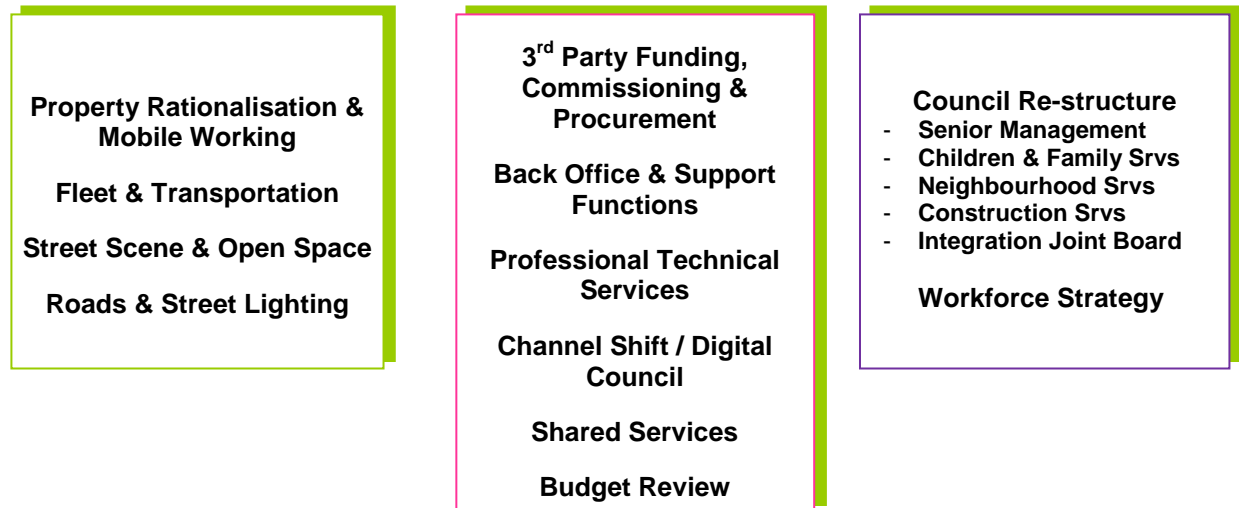 Property Rationalisation &
Mobile Working
Fleet & Transportation
Street Scene & Open Space
Roads & Street Lighting
3rd Party Funding,
Commissioning &
Procurement
Back Office & Support
Functions
Professional Technical
Services
Channel Shift / Digital
Council
Shared Services
Budget Review
Council Re-structure
- Senior Management
- Children & Family Srvs
- Neighbourhood Srvs
- Construction Srvs
- Integration Joint Board
Workforce Strategy